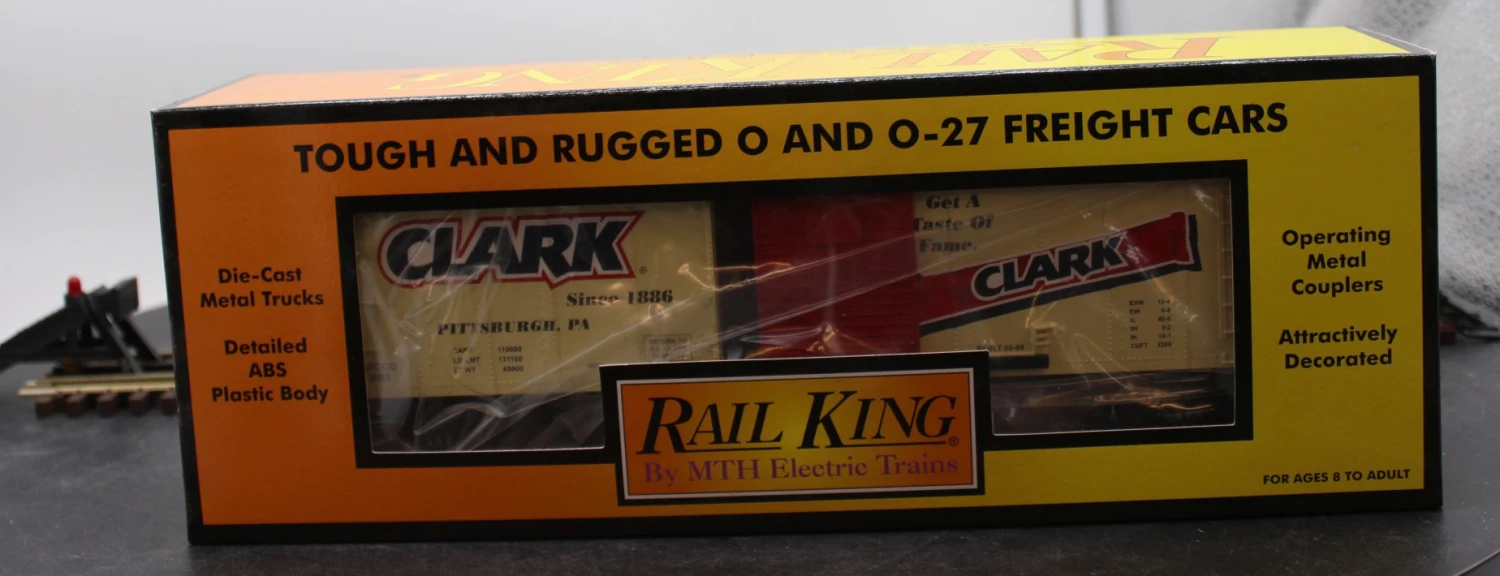 RAIL KING
TOUGH AND RUGGED O AND O-27 FREIGHT CARS
Die-Cast
Metal Trucks
Detailed
ABS
Plastic Body
CLARK®
Since 1886
PITTSBURGH, PA
Get A
Taste Of
Fame.
CLARK
Operating
Metal
Couplers
Attractively
Decorated
RAIL KING®
By MTH Electric Trains
FOR AGES 8 TO ADULT